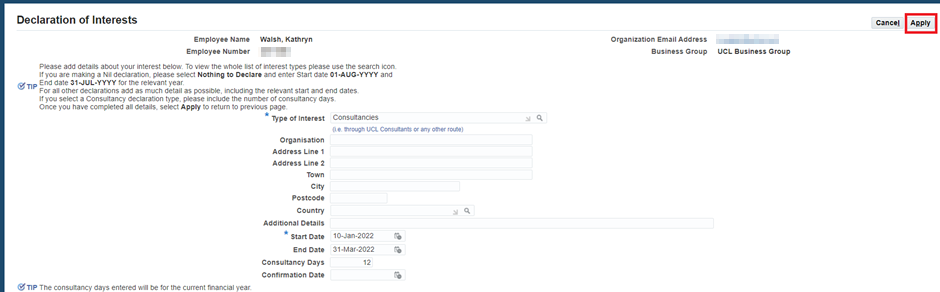 Declaration of Interests
Cancel Apply
Employee Name Walsh, Kathryn Organization Email Address
Employee Number Business Group UCL Business Group
Please add details about your interest below. To view the whole list of interest types please use the search icon.
If you are making a Nil declaration, please select Nothing to Declare and enter Start date 01-AUG-YYYY and
TIP End date 31-JUL-YYYY for the relevant year.
For all other declarations add as much detail as possible, including the relevant start and end dates.
If you select a Consultancy declaration type, please include the number of consultancy days.
Once you have completed all details, select Apply to return to previous page.
* Type of Interest Consultancies
(i.e. through UCL Consultants or any other route)
Organisation
Address Line 1
Address Line 2
Town
City
Postcode
Country
Additional Details
* Start Date 10-Jan-2022
End Date 31-Mar-2022
Consultancy Days 12
Confirmation Date
TIP The consultancy days entered will be for the current financial year.